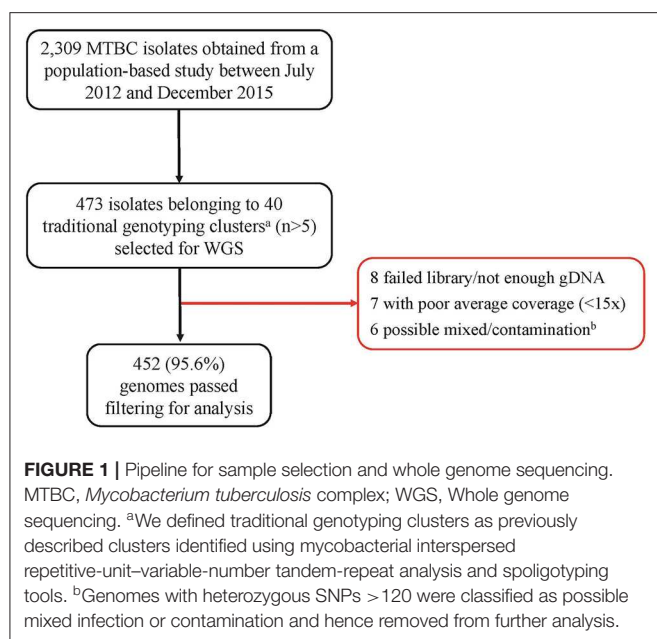 2,309 MTBC isolates obtained from a
population-based study between July
2012 and December 2015
473 isolates belonging to 40
traditional genotyping clustersᵃ (n>5)
selected for WGS
8 failed library/not enough gDNA
7 with poor average coverage (<15x)
6 possible mixed/contaminationᵇ
452 (95.6%)
genomes passed
filtering for analysis
FIGURE 1 | Pipeline for sample selection and whole genome sequencing.
MTBC, Mycobacterium tuberculosis complex; WGS, Whole genome
sequencing. ᵃWe defined traditional genotyping clusters as previously
described clusters identified using mycobacterial interspersed
repetitive-unit–variable-number tandem-repeat analysis and spoligotyping
tools. ᵇGenomes with heterozygous SNPs >120 were classified as possible
mixed infection or contamination and hence removed from further analysis.